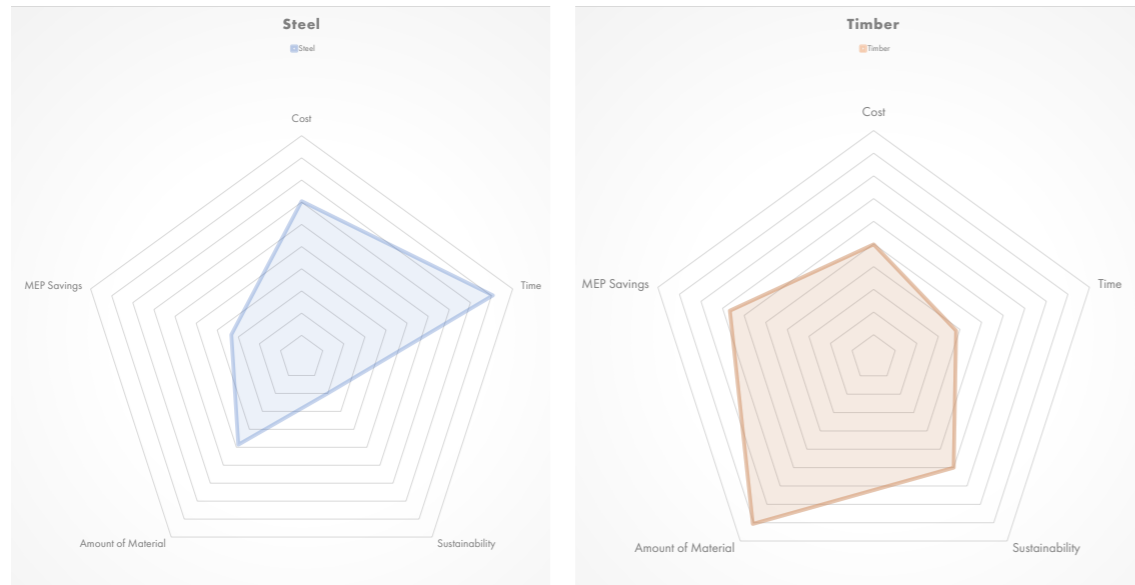 Steel
Steel
Cost
Time
MEP Savings
Amount of Material
Sustainability
Timber
Timber
Cost
Time
MEP Savings
Amount of Material
Sustainability